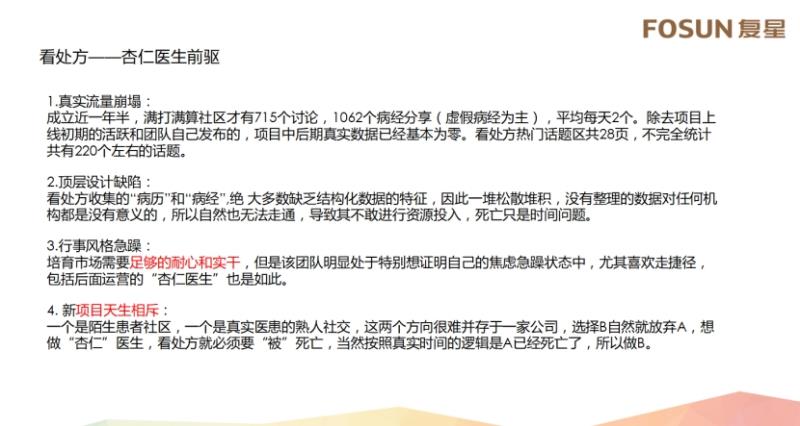 FOSUN复星
看处方——杏仁医生前驱
1.真实流量崩塌：
成立近一年半，满打满算社区才有715个讨论，1062个病经分享（虚假病经为主），平均每天2个。除去项目上
线初期的活跃和团队自己发布的，项目中后期真实数据已经基本为零。看处方热门话题区共28页，不完全统计
共有220个左右的话题。
2.顶层设计缺陷：
看处方收集的“病历”和“病经”,绝 大多数缺乏结构化数据的特征，因此一堆松散堆积，没有整理的数据对任何机
构都是没有意义的，所以自然也无法走通，导致其不敢进行资源投入，死亡只是时间问题。
3.行事风格急躁：
培育市场需要足够的耐心和实干，但是该团队明显处于特别想证明自己的焦虑急躁状态中，尤其喜欢走捷径，
包括后面运营的“杏仁医生”也是如此。
4. 新项目天生相斥：
一个是陌生患者社区，一个是真实医患的熟人社交，这两个方向很难并存于一家公司，选择B自然就放弃A，想
做“杏仁”医生，看处方就必须要“被”死亡，当然按照真实时间的逻辑是A已经死亡了，所以做B。